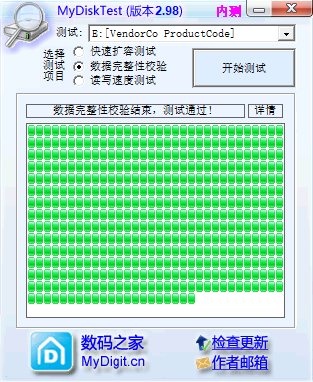 MyDiskTest (版本2.98) 内测
测试: E:[VendorCo ProductCode]
选择
测试
项目
快速扩容测试
数据完整性校验
读写速度测试
开始测试
数据完整性校验结束，测试通过！ 详情
数码之家
MyDigit.cn
检查更新
作者邮箱